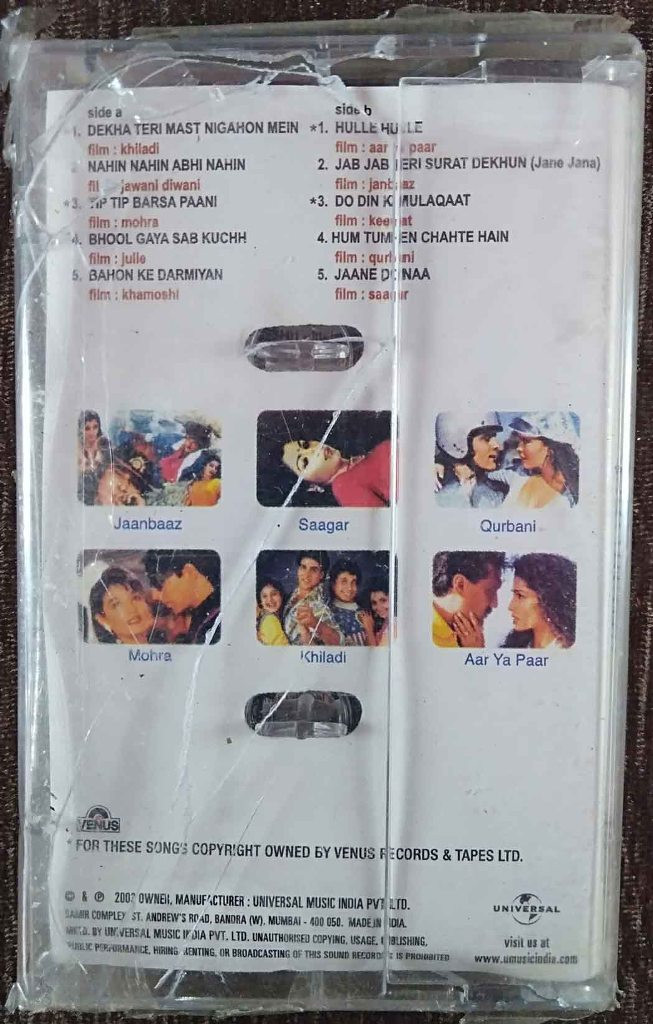 side a
*1. DEKHA TERI MAST NIGAHON MEIN
film : khiladi
NAHIN NAHIN ABHI NAHIN
jawani diwani
*3. TIP TIP BARSA PAANI
film : mohra
4. BHOOL GAYA SAB KUCHH
film : julie
5. BAHON KE DARMIYAN
film : khamoshi
side b
*1. HULLE HULLE
film : aar ya paar
2. JAB JAB TERI SURAT DEKHUN (Jane Jana)
film : janbaaz
*3. DO DIN KI MULAQAAT
film :
4. HUM TUMHEN CHAHTE HAIN
film : qurbani
5. JAANE DO NAA
film : saagar
Jaanbaaz
Saagar
Qurbani
Mohra
Khiladi
Aar Ya Paar
VENUS
* FOR THESE SONGS COPYRIGHT OWNED BY VENUS RECORDS & TAPES LTD.
© & ℗ 2002 OWNER, MANUFACTURER : UNIVERSAL MUSIC INDIA PVT. LTD.
SAMIR COMPLEX, ST. ANDREW'S ROAD, BANDRA (W), MUMBAI - 400 050. MADE IN INDIA.
MKTD. BY UNIVERSAL MUSIC INDIA PVT. LTD. UNAUTHORISED COPYING, USAGE, PUBLISHING,
PUBLIC PERFORMANCE, HIRING, RENTING, OR BROADCASTING OF THIS SOUND RECORDING IS PROHIBITED
UNIVERSAL
visit us at
www.umusicindia.com